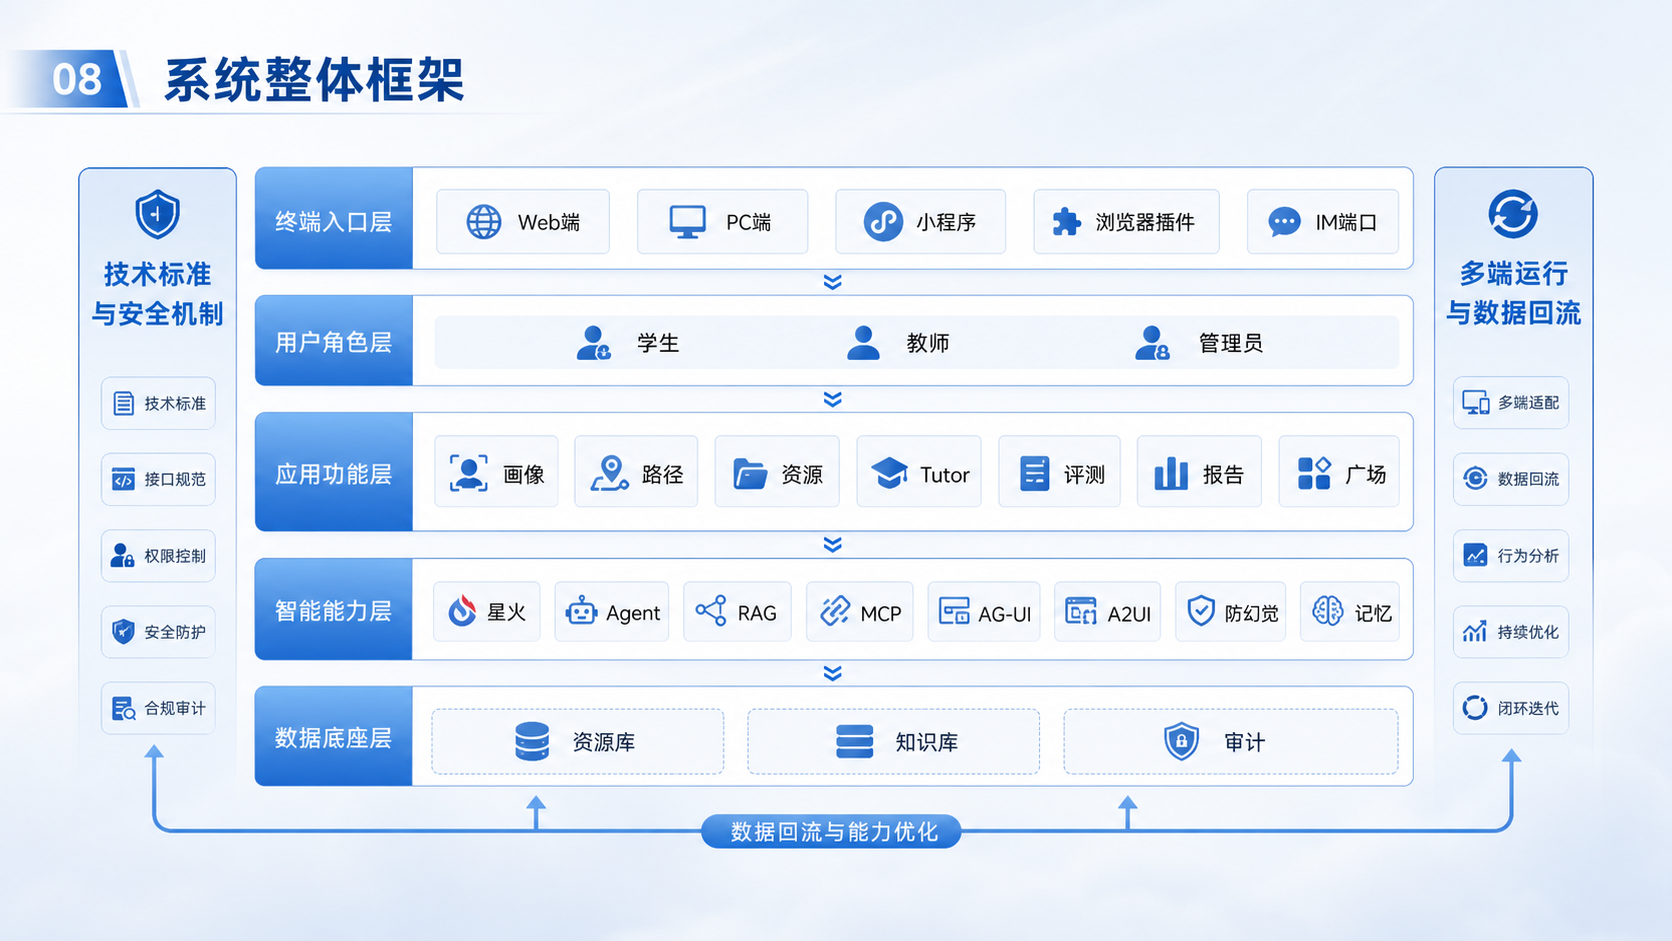 08
系统整体框架
技术标准
与安全机制
技术标准
接口规范
权限控制
安全防护
合规审计
终端入口层
Web端
PC端
小程序
浏览器插件
IM端口
用户角色层
学生
教师
管理员
应用功能层
画像
路径
资源
Tutor
评测
报告
广场
智能能力层
星火
Agent
RAG
MCP
AG-UI
A2UI
防幻觉
记忆
数据底座层
资源库
知识库
审计
多端运行
与数据回流
多端适配
数据回流
行为分析
持续优化
闭环迭代
数据回流与能力优化